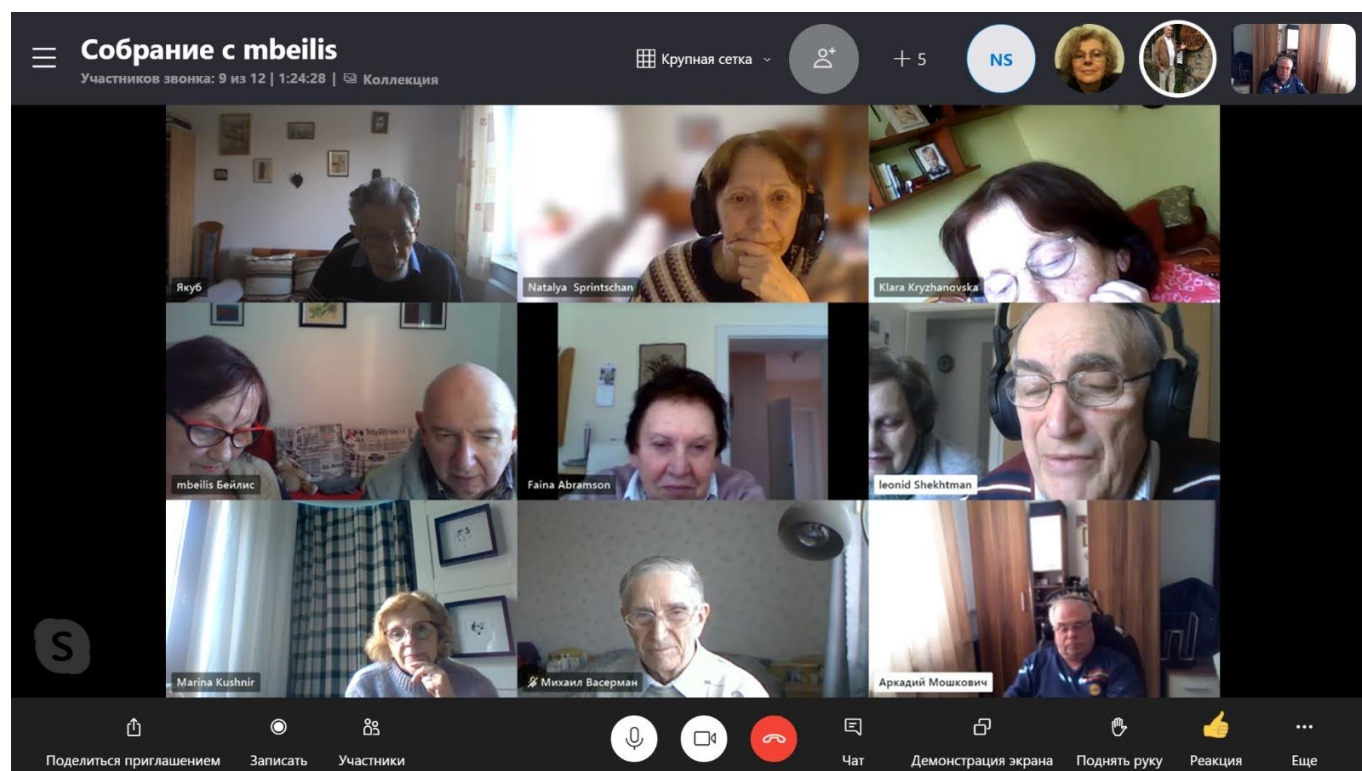 Собрание с mbeilis
Участников звонка: 9 из 12 | 1:24:28 | Коллекция
Крупная сетка
+ 5
NS
Якуб
Natalya Sprintschan
Klara Kryzhanovska
mbeilis Бейлис
Faina Abramson
leonid Shekhtman
Marina Kushnir
Михаил Васерман
Аркадий Мошкович
S
Поделиться приглашением
Записать
Участники
Чат
Демонстрация экрана
Поднять руку
Реакция
Еще